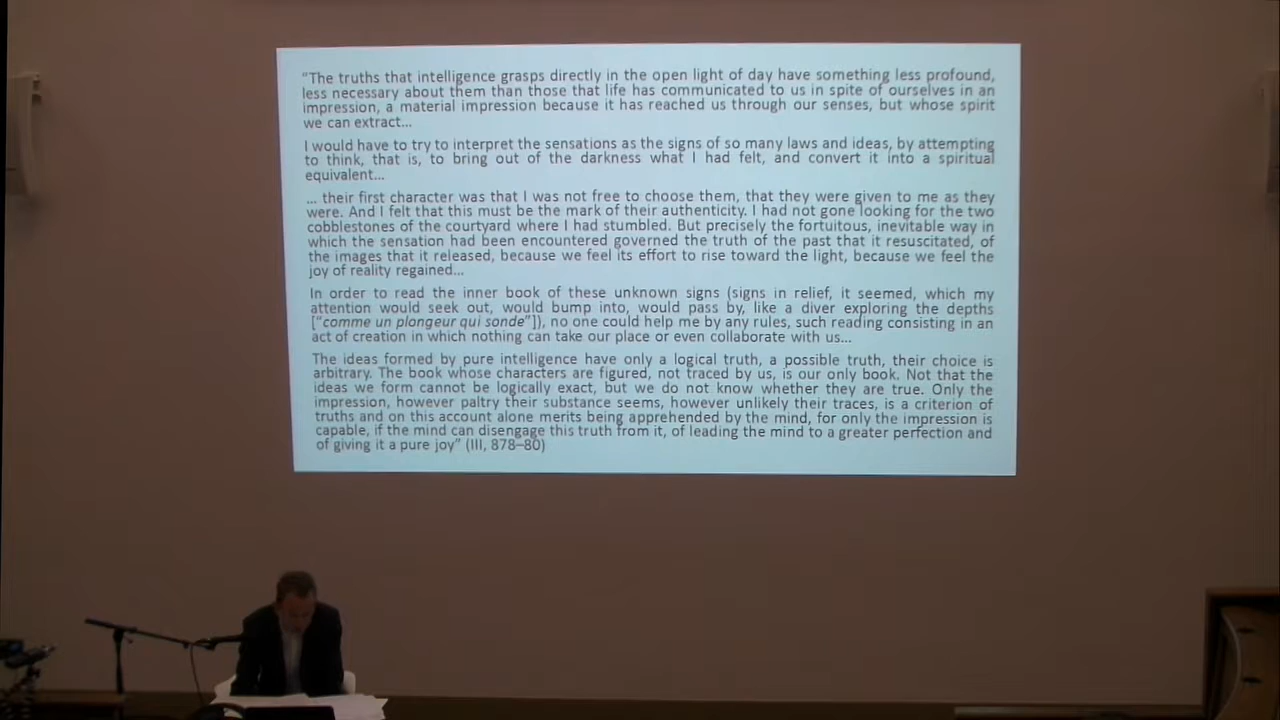 “The truths that intelligence grasps directly in the open light of day have something less profound,
less necessary about them than those that life has communicated to us in spite of ourselves in an
impression, a material impression because it has reached us through our senses, but whose spirit
we can extract...
I would have to try to interpret the sensations as the signs of so many laws and ideas, by attempting
to think, that is, to bring out of the darkness what I had felt, and convert it into a spiritual
equivalent...
... their first character was that I was not free to choose them, that they were given to me as they
were. And I felt that this must be the mark of their authenticity. I had not gone looking for the two
cobblestones of the courtyard where I had stumbled. But precisely the fortuitous, inevitable way in
which the sensation had been encountered governed the truth of the past that it resuscitated, of
the images that it released, because we feel its effort to rise toward the light, because we feel the
joy of reality regained...
In order to read the inner book of these unknown signs (signs in relief, it seemed, which my
attention would seek out, would bump into, would pass by, like a diver exploring the depths
[“comme un plongeur qui sonde”]), no one could help me by any rules, such reading consisting in an
act of creation in which nothing can take our place or even collaborate with us...
The ideas formed by pure intelligence have only a logical truth, a possible truth, their choice is
arbitrary. The book whose characters are figured, not traced by us, is our only book. Not that the
ideas we form cannot be logically exact, but we do not know whether they are true. Only the
impression, however paltry their substance seems, however unlikely their traces, is a criterion of
truths and on this account alone merits being apprehended by the mind, for only the impression is
capable, if the mind can disengage this truth from it, of leading the mind to a greater perfection and
of giving it a pure joy” (III, 878–80)